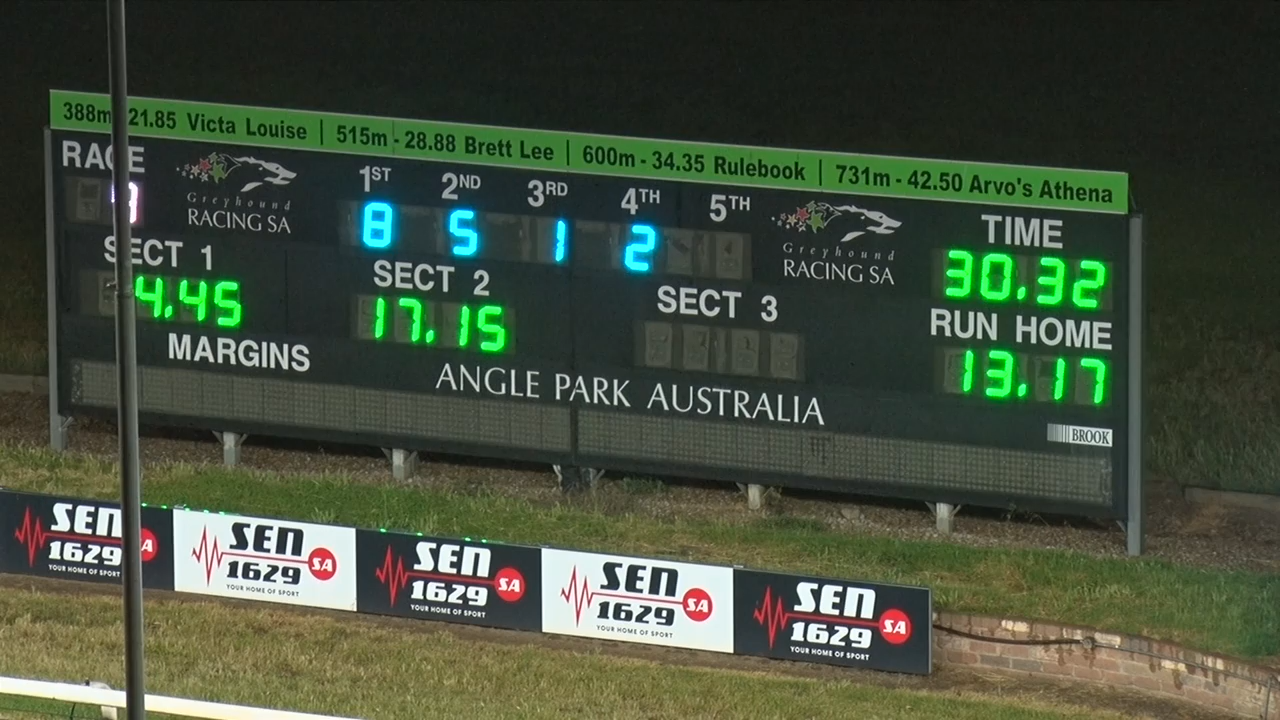 388m 21.85 Victa Louise | 515m - 28.88 Brett Lee | 600m - 34.35 Rulebook | 731m - 42.50 Arvo's Athena
RACE
Greyhound
RACING SA
1ST 2ND 3RD 4TH 5TH
8 5 1 2
Greyhound
RACING SA
TIME
30.32
SECT 1
4.45
SECT 2
17.15
SECT 3
RUN HOME
13.17
MARGINS
ANGLE PARK AUSTRALIA
BROOK
SEN
1629
YOUR HOME OF SPORT
SEN
1629
SA
YOUR HOME OF SPORT
SEN
1629
SA
YOUR HOME OF SPORT
SEN
1629
SA
YOUR HOME OF SPORT
SEN
1629
SA
YOUR HOME OF SPORT